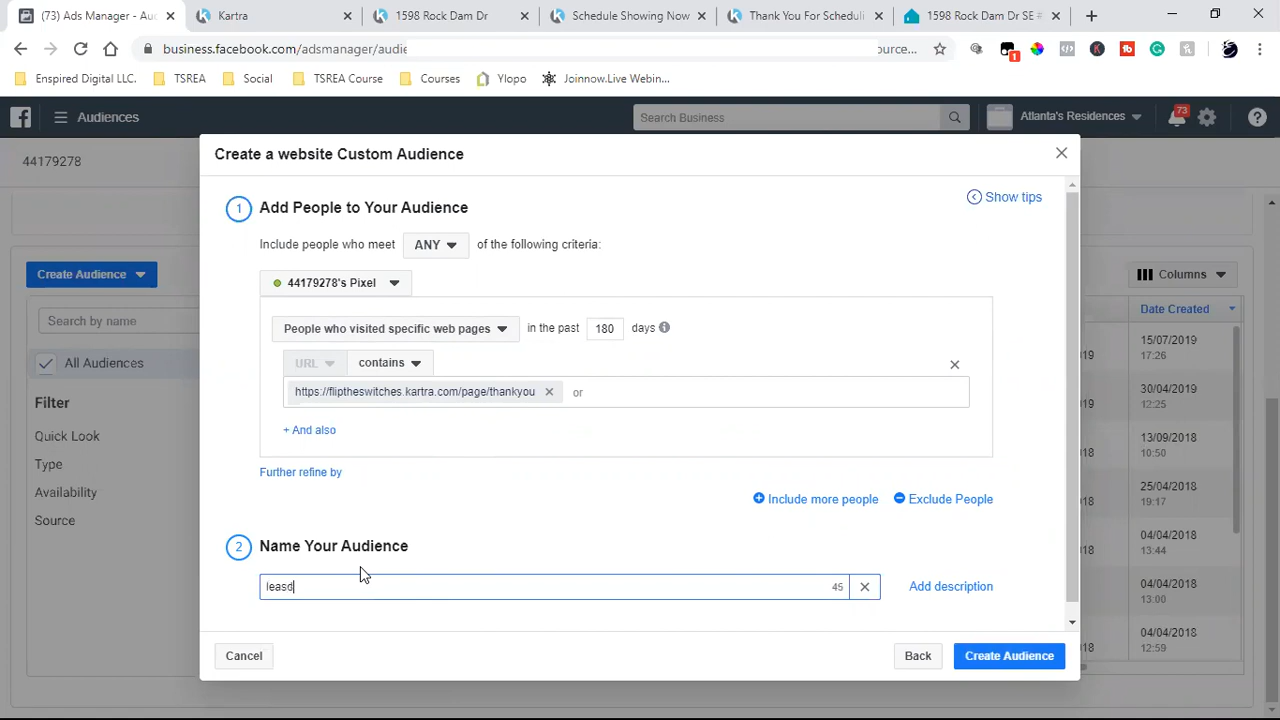 (73) Ads Manager - Auc
Kartra
1598 Rock Dam Dr
Schedule Showing Now
Thank You For Scheduli
1598 Rock Dam Dr SE #
business.facebook.com/adsmanager/audie
ource...
Enspired Digital LLC.
TSREA
Social
TSREA Course
Courses
Ylopo
Joinnow.Live Webin...
1
Audiences
Search Business
Atlanta's Residences
73
44179278
Create a website Custom Audience
Show tips
1 Add People to Your Audience
Include people who meet ANY of the following criteria:
44179278's Pixel
People who visited specific web pages in the past 180 days
URL contains
https://fliptheswitches.kartra.com/page/thankyou or
+ And also
Further refine by
Include more people Exclude People
2 Name Your Audience
leasd 45 Add description
Cancel Back Create Audience
Create Audience
Search by name
All Audiences
Filter
Quick Look
Type
Availability
Source
Columns
Date Created
15/07/2019
17:26
30/04/2019
12:25
13/09/2018
10:50
25/04/2018
19:17
04/04/2018
13:44
04/04/2018
13:00
04/04/2018
12:59